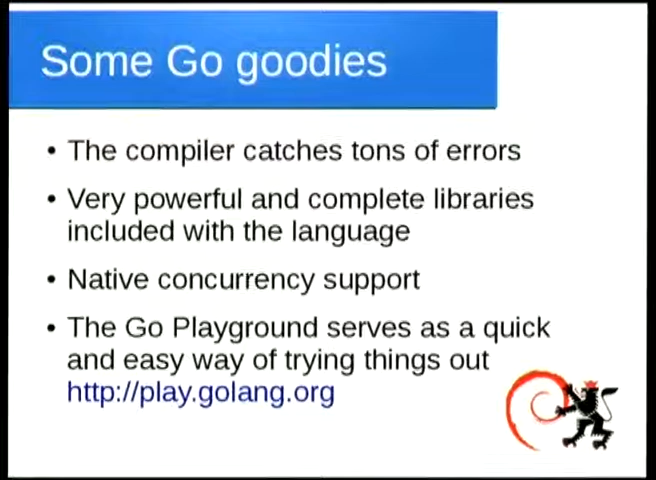 Some Go goodies
• The compiler catches tons of errors
• Very powerful and complete libraries
included with the language
• Native concurrency support
• The Go Playground serves as a quick
and easy way of trying things out
http://play.golang.org